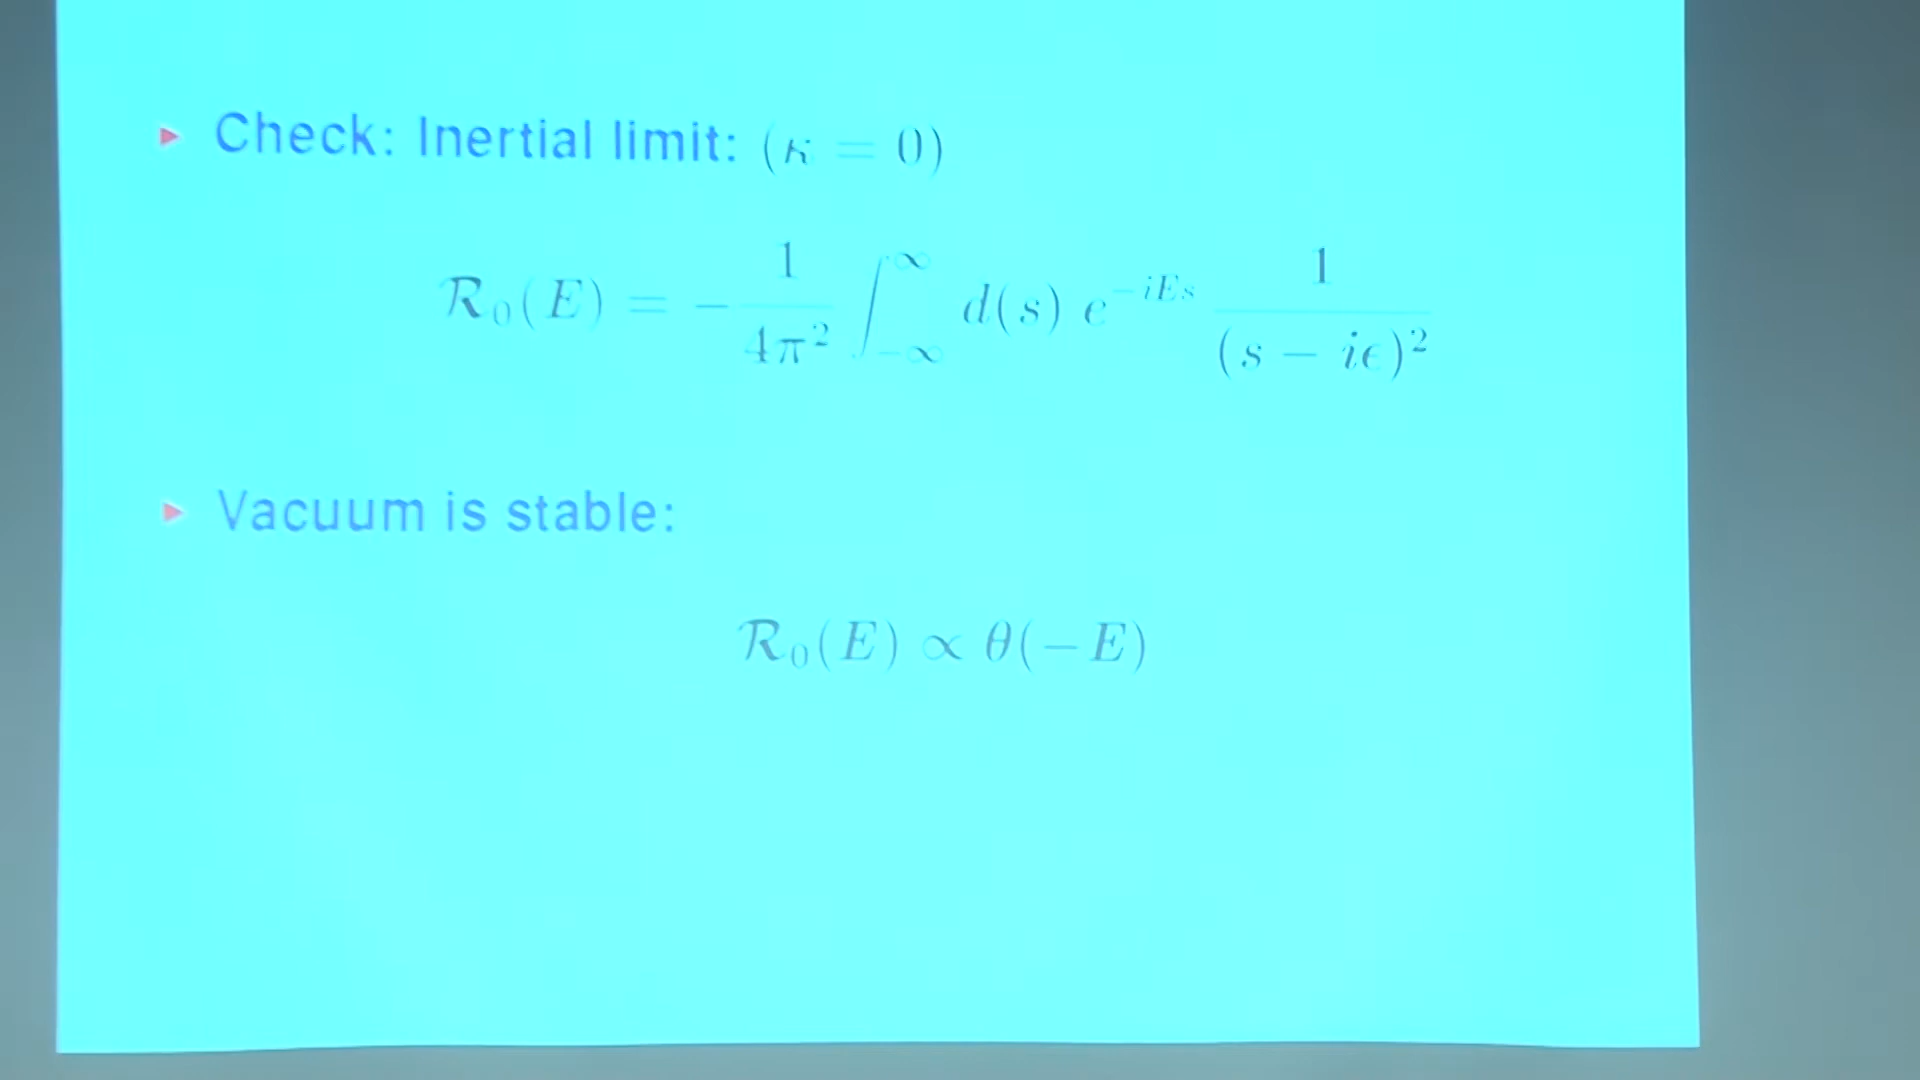 Check: Inertial limit: (κ = 0)
R₀(E) = − 1/4π² ∫_{−∞}^{∞} d(s) e^{−iEs} 1/(s − iϵ)²
Vacuum is stable:
R₀(E) ∝ θ(−E)